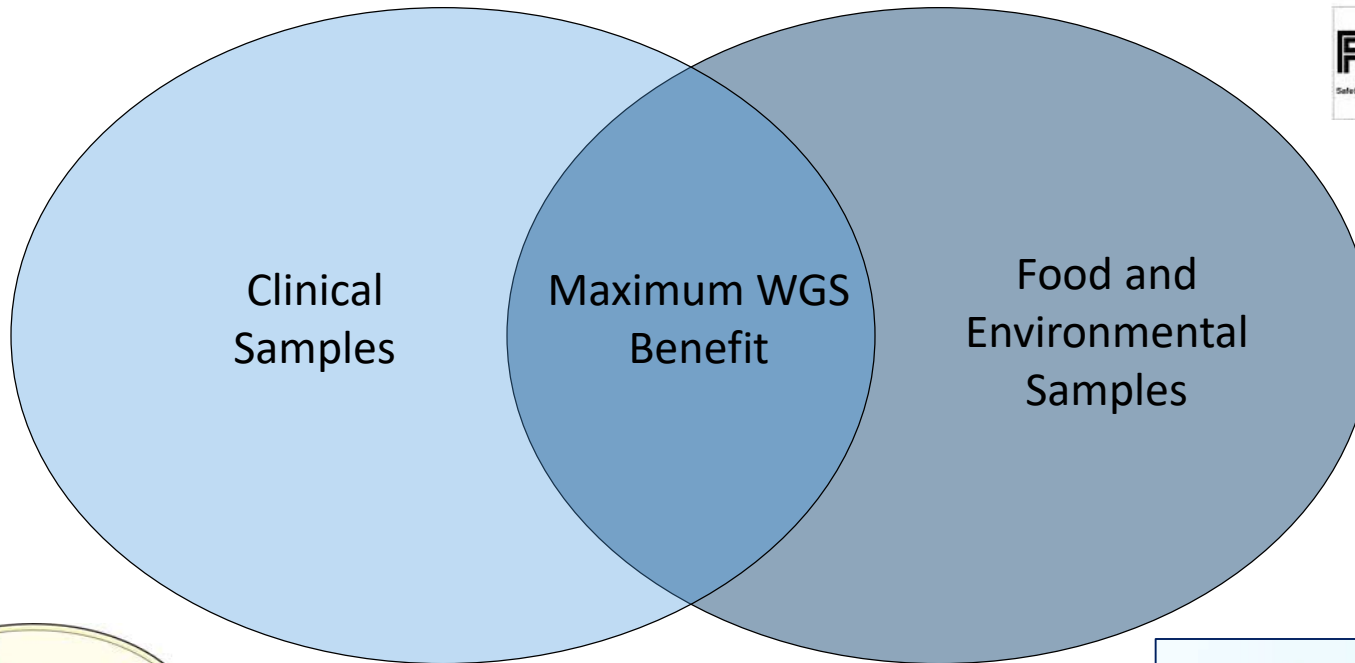 Clinical
Samples
Maximum WGS
Benefit
Food and
Environmental
Samples